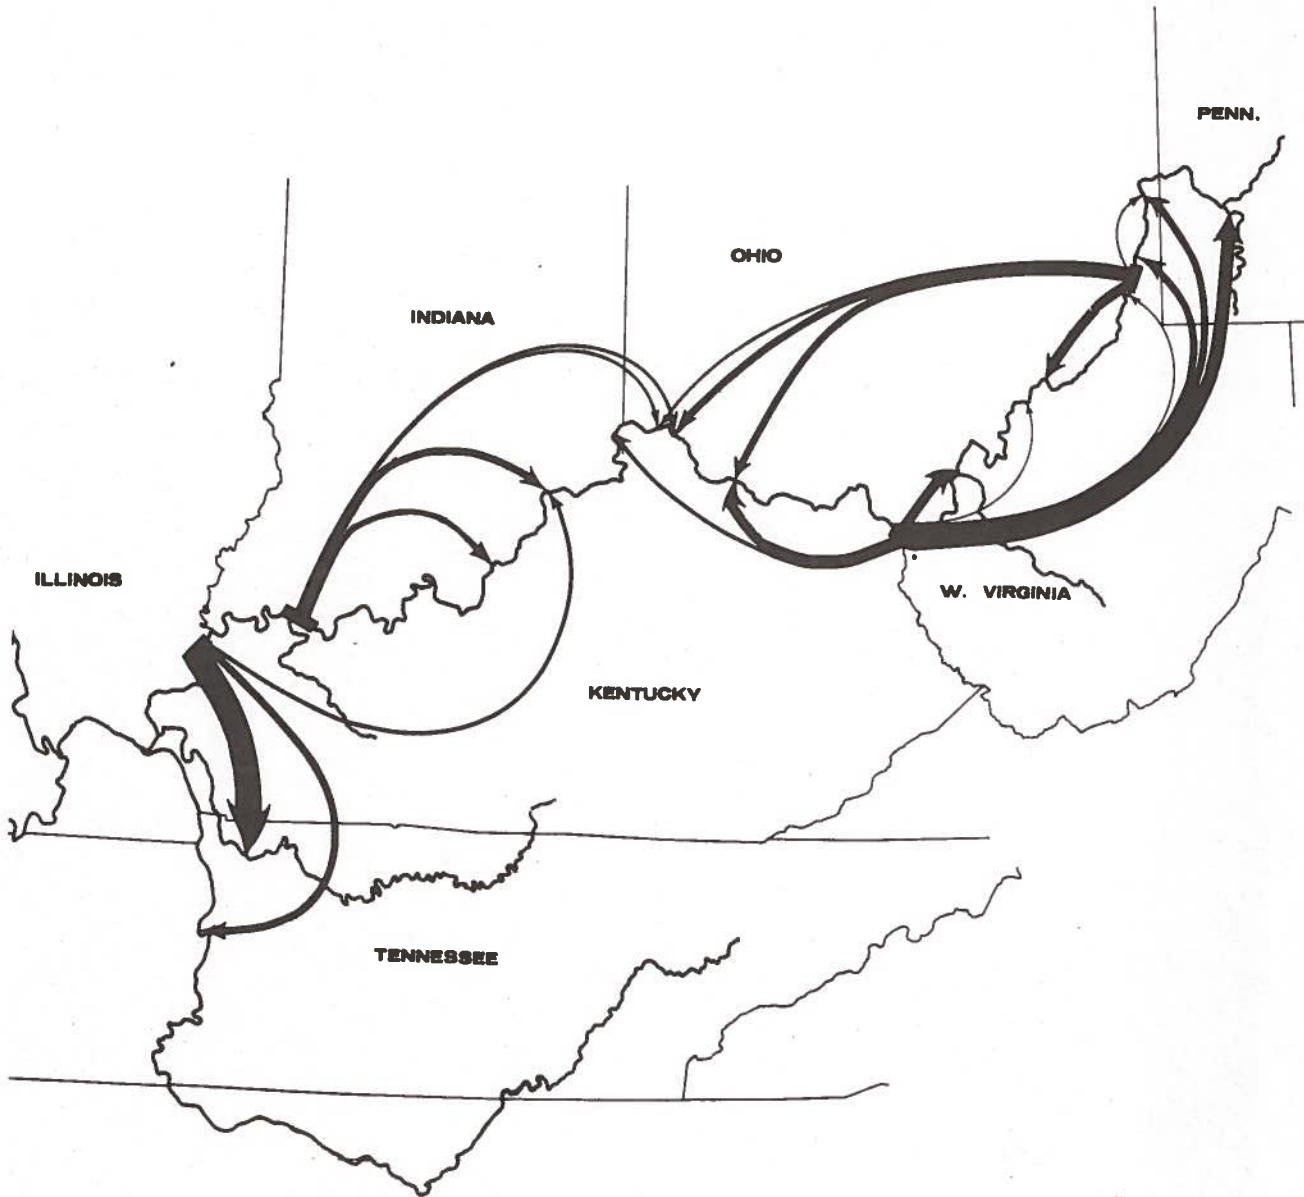 PENN.
OHIO
INDIANA
ILLINOIS
W. VIRGINIA
KENTUCKY
TENNESSEE